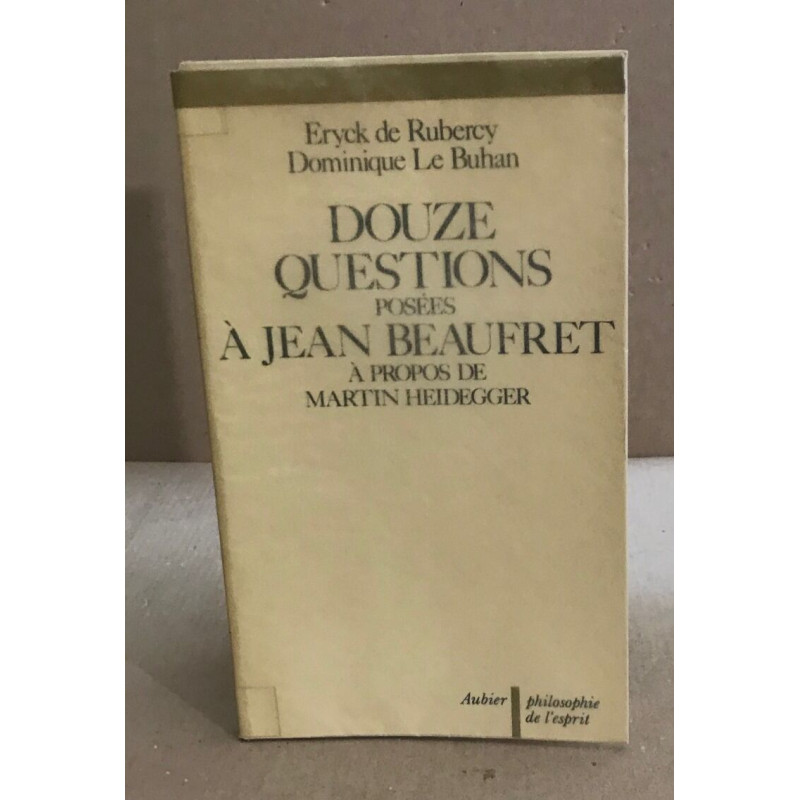 Eryck de Rubercy
Dominique Le Buhan
DOUZE
QUESTIONS
POSÉES
À JEAN BEAUFRET
À PROPOS DE
MARTIN HEIDEGGER
Aubier philosophie
de l'esprit